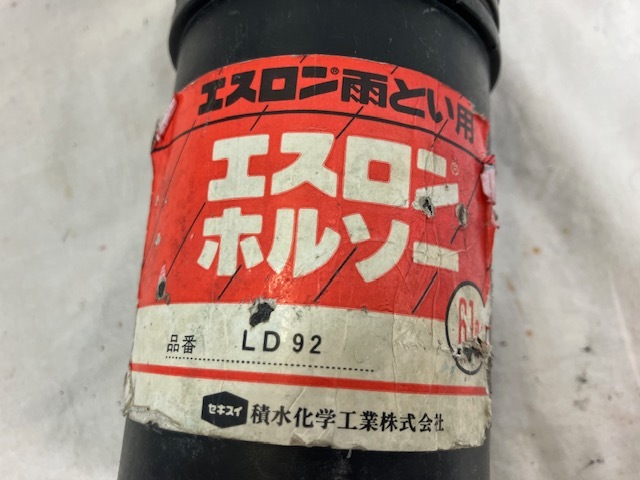 エスロン®雨とい用
エスロン®
ホルソー
品番 LD92
セキスイ 積水化学工業株式会社